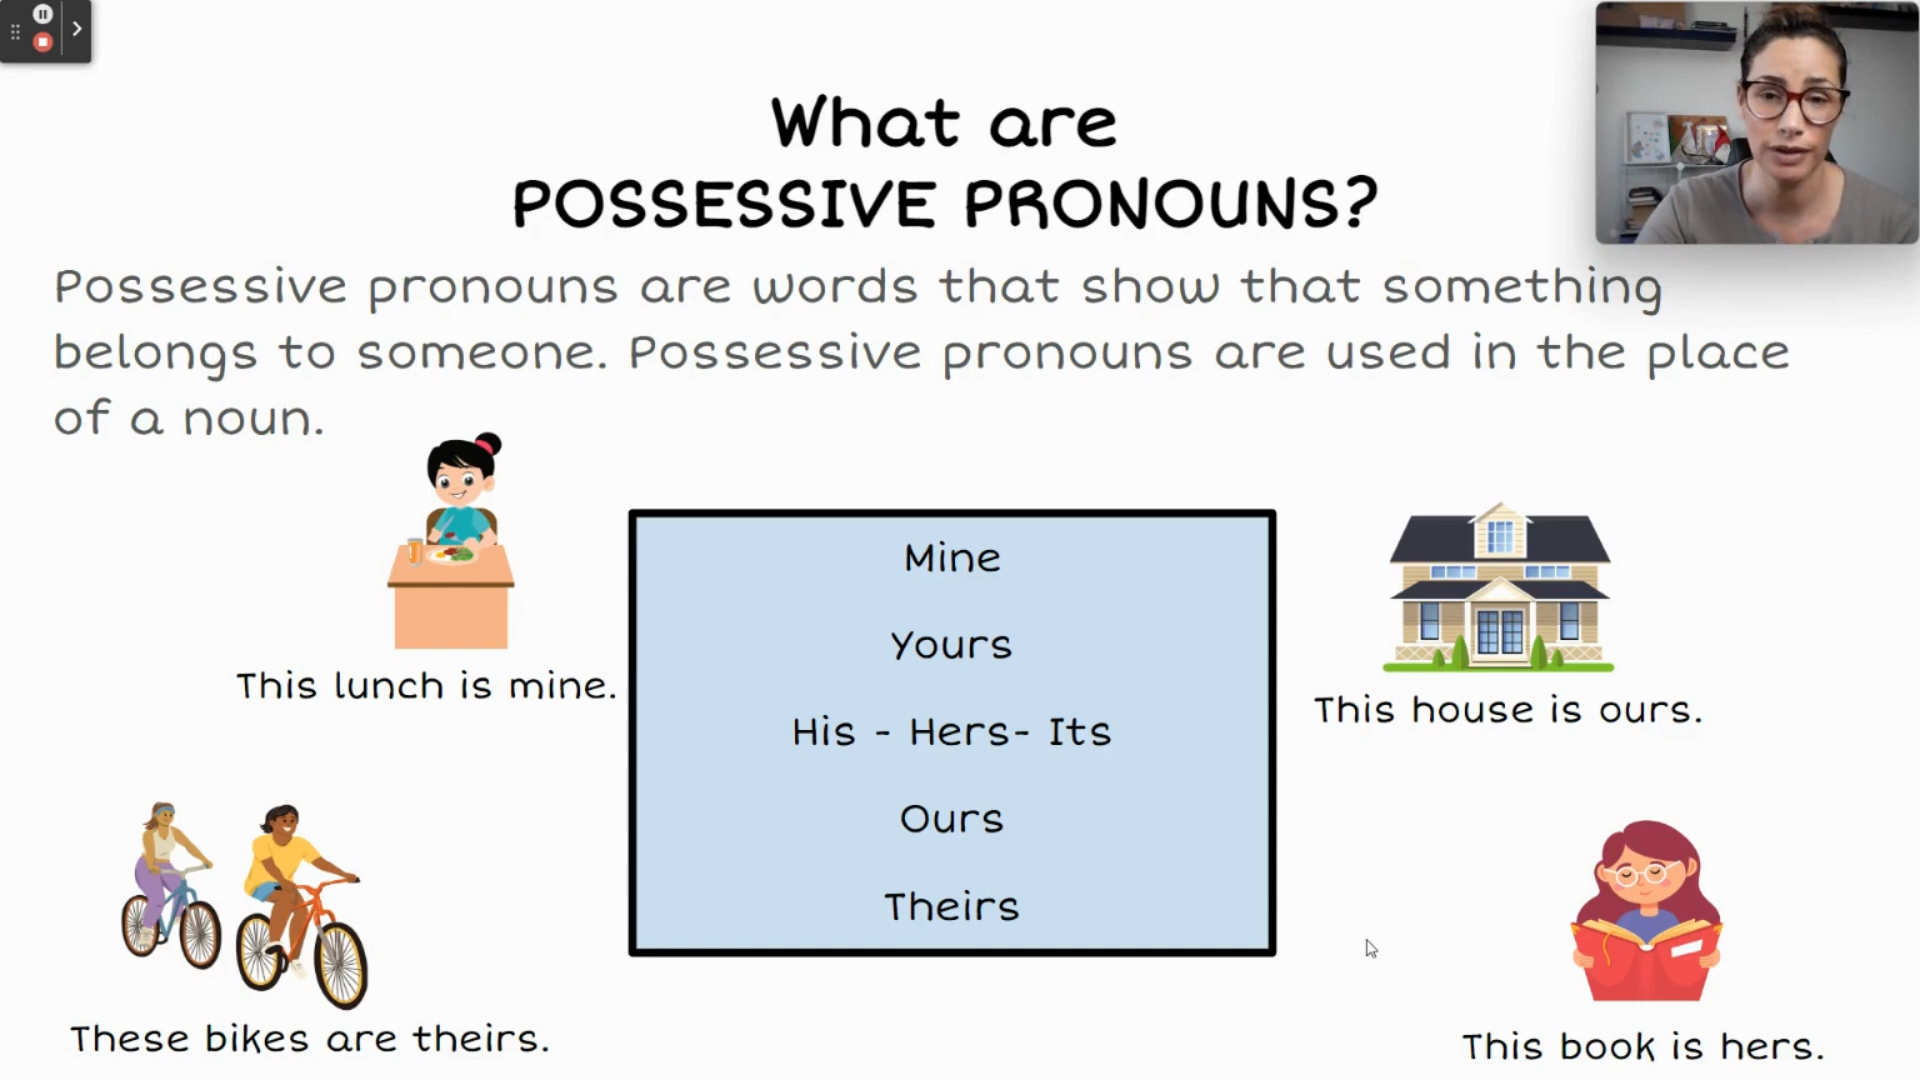 What are
POSSESSIVE PRONOUNS?
Possessive pronouns are words that show that something
belongs to someone. Possessive pronouns are used in the place
of a noun.
Mine
Yours
His - Hers- Its
Ours
Theirs
This lunch is mine.
This house is ours.
These bikes are theirs.
This book is hers.